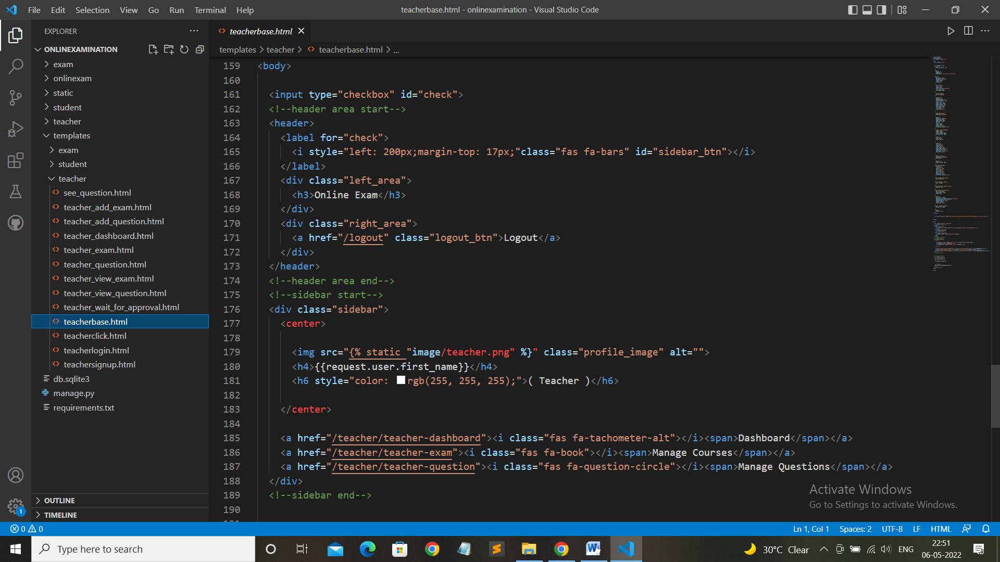 File Edit Selection View Go Run Terminal Help
teacherbase.html - onlinexamination - Visual Studio Code
EXPLORER
ONLINEXAMINATION
exam
onlinexam
static
student
teacher
templates
exam
student
teacher
see_question.html
teacher_add_exam.html
teacher_add_question.html
teacher_dashboard.html
teacher_exam.html
teacher_question.html
teacher_view_exam.html
teacher_view_question.html
teacher_wait_for_approval.html
teacherbase.html
teacherclick.html
teacherlogin.html
teachersignup.html
db.sqlite3
manage.py
requirements.txt
OUTLINE
TIMELINE
teacherbase.html
templates > teacher > teacherbase.html > ...
159 <body>
160
161 <input type="checkbox" id="check">
162 <!--header area start-->
163 <header>
164 <label for="check">
165 <i style="left: 200px;margin-top: 17px;"class="fas fa-bars" id="sidebar_btn"></i>
166 </label>
167 <div class="left_area">
168 <h3>Online Exam</h3>
169 </div>
170 <div class="right_area">
171 <a href="/logout" class="logout_btn">Logout</a>
172 </div>
173 </header>
174 <!--header area end-->
175 <!--sidebar start-->
176 <div class="sidebar">
177 <center>
178
179 <img src="{% static "image/teacher.png" %}" class="profile_image" alt="">
180 <h4>{{request.user.first_name}}</h4>
181 <h6 style="color: rgb(255, 255, 255);">( Teacher )</h6>
182
183 </center>
184
185 <a href="/teacher/teacher-dashboard"><i class="fas fa-tachometer-alt"></i><span>Dashboard</span></a>
186 <a href="/teacher/teacher-exam"><i class="fas fa-book"></i><span>Manage Courses</span></a>
187 <a href="/teacher/teacher-question"><i class="fas fa-question-circle"></i><span>Manage Questions</span></a>
188 </div>
189 <!--sidebar end-->
190
Activate Windows
Go to Settings to activate Windows.
1
0 0
Ln 1, Col 1 Spaces: 2 UTF-8 LF HTML
Type here to search
30°C Clear
ENG
22:51
06-05-2022